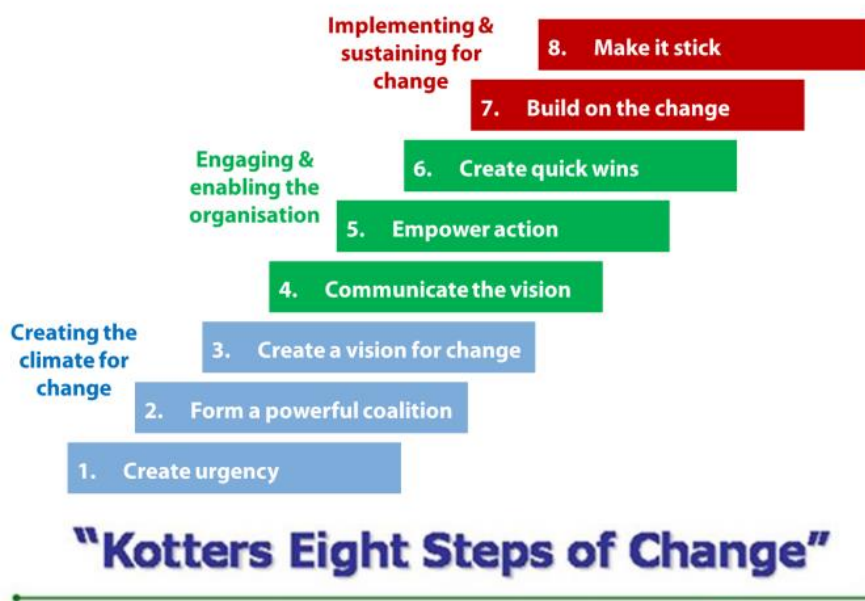 Implementing &
sustaining for
change
8. Make it stick
7. Build on the change
Engaging &
enabling the
organisation
6. Create quick wins
5. Empower action
4. Communicate the vision
Creating the
climate for
change
3. Create a vision for change
2. Form a powerful coalition
1. Create urgency
"Kotters Eight Steps of Change"